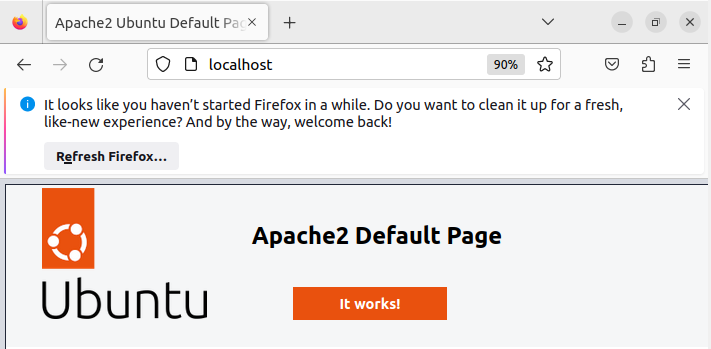 Apache2 Ubuntu Default Pag
localhost
90%
It looks like you haven't started Firefox in a while. Do you want to clean it up for a fresh,
like-new experience? And by the way, welcome back!
Refresh Firefox…
Apache2 Default Page
Ubuntu
It works!